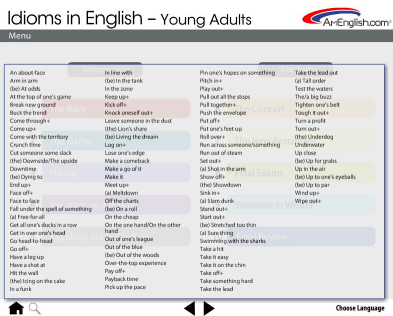 Idioms in English – Young Adults
AmEnglish.com®
Menu
An about-face
Arm in arm
(be) At odds
At the top of one's game
Break new ground
Buck the trend
Come through+
Come up+
Come with the territory
Crunch time
Cut someone some slack
(the) Downside/The upside
Downtime
(be) Dying to
End up+
Face off+
Face to face
Fall under the spell of something
(a) Free-for-all
Get all one's ducks in a row
Get in over one's head
Go head-to-head
Go off+
Have a leg up
Have a shot at
Hit the wall
(the) Icing on the cake
In a funk
In line with
(be) In the tank
In the zone
Keep up+
Kick off+
Knock oneself out+
Leave someone in the dust
(the) Lion's share
(be) Living the dream
Log on+
Lose one's edge
Make a comeback
Make a go of it
Make it
Meet up+
(a) Meltdown
Off the charts
(be) On a roll
On the cheap
On the one hand/On the other
hand
Out of one's league
Out of the blue
(be) Out of the woods
Over-the-top experience
Pay off+
Payback time
Pick up the pace
Pin one's hopes on something
Pitch in+
Play out+
Pull out all the stops
Pull together+
Push the envelope
Put off+
Put one's feet up
Roll over+
Run across someone/something
Run out of steam
Set out+
(a) Shot in the arm
Show off+
(the) Showdown
Sink in+
(a) Slam dunk
Stand out+
Start out+
(be) Stretched too thin
(a) Sure thing
Swimming with the sharks
Take a hit
Take it easy
Take it on the chin
Take off+
Take something hard
Take the lead
Take the lead out
(a) Tall order
Test the waters
The/a big buzz
Tighten one's belt
Tough it out+
Turn a profit
Turn out+
(the) Underdog
Underwater
Up close
(be) Up for grabs
Up in the air
(be) Up to one's eyeballs
(be) Up to par
Wind up+
Wipe out+
Choose Language